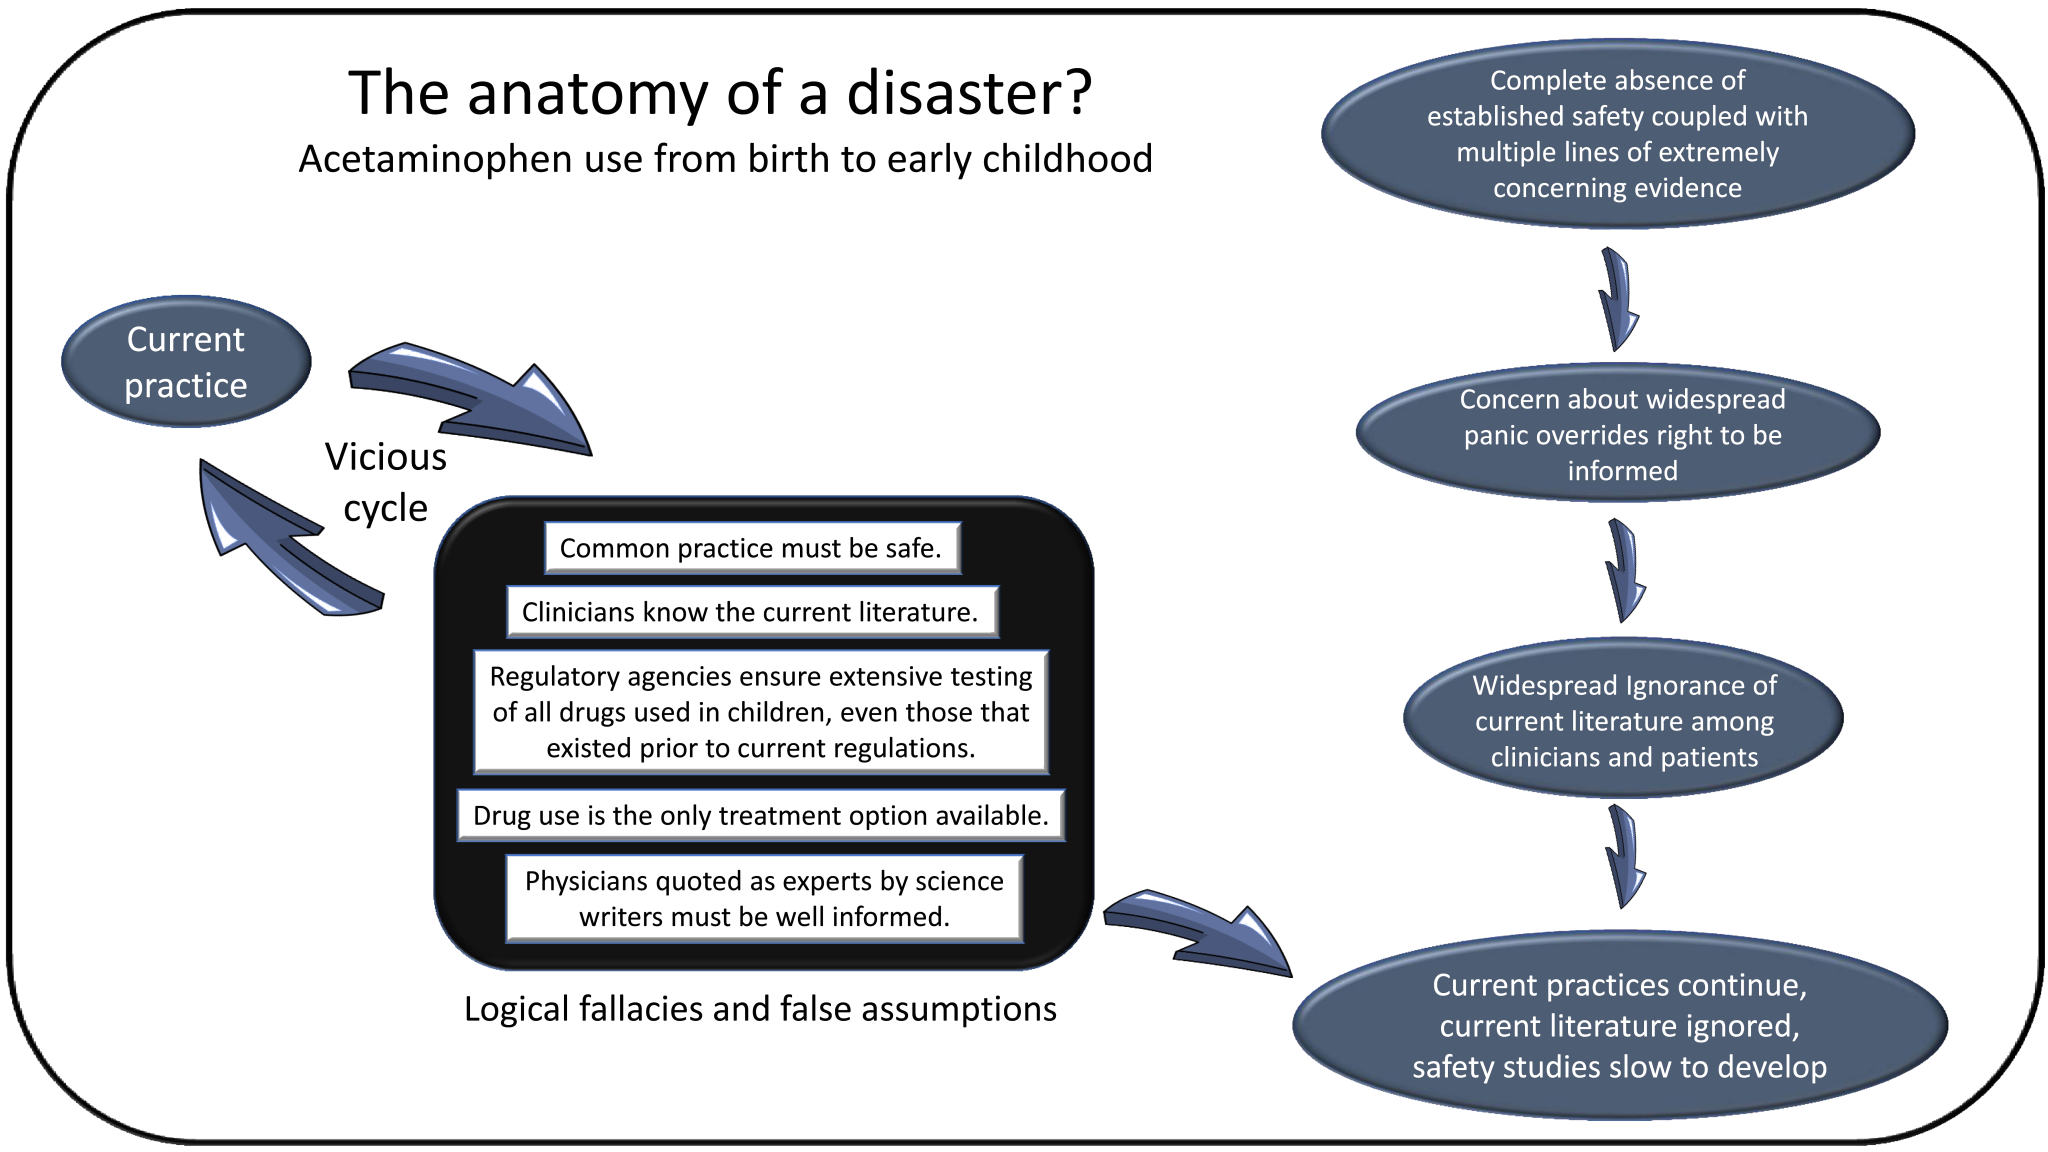 The anatomy of a disaster?
Acetaminophen use from birth to early childhood
Current
practice
Vicious
cycle
Common practice must be safe.
Clinicians know the current literature.
Regulatory agencies ensure extensive testing
of all drugs used in children, even those that
existed prior to current regulations.
Drug use is the only treatment option available.
Physicians quoted as experts by science
writers must be well informed.
Logical fallacies and false assumptions
Complete absence of
established safety coupled with
multiple lines of extremely
concerning evidence
Concern about widespread
panic overrides right to be
informed
Widespread Ignorance of
current literature among
clinicians and patients
Current practices continue,
current literature ignored,
safety studies slow to develop